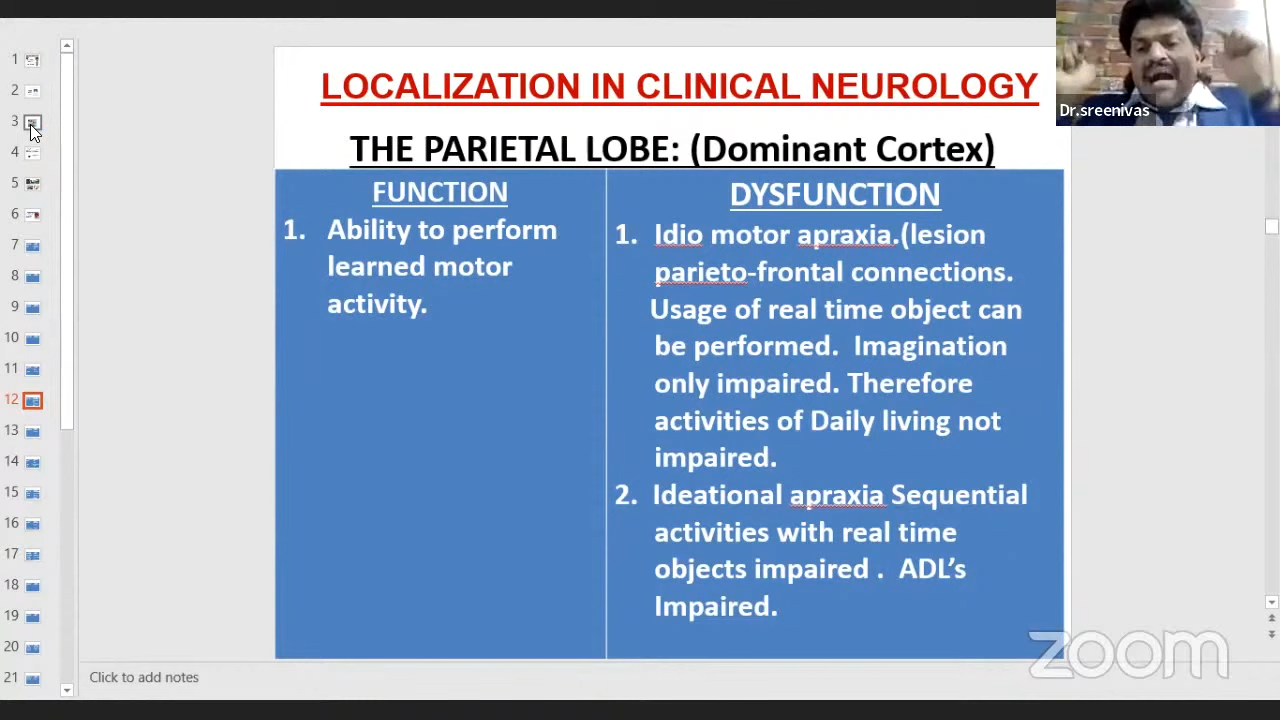 LOCALIZATION IN CLINICAL NEUROLOGY
THE PARIETAL LOBE: (Dominant Cortex)
FUNCTION
1. Ability to perform
learned motor
activity.
DYSFUNCTION
1. Idio motor apraxia.(lesion
parieto-frontal connections.
Usage of real time object can
be performed. Imagination
only impaired. Therefore
activities of Daily living not
impaired.
2. Ideational apraxia Sequential
activities with real time
objects impaired . ADL’s
Impaired.
Dr.sreenivas
1
2
3
4
5
6
7
8
9
10
11
12
13
14
15
16
17
18
19
20
21
Click to add notes
zoom